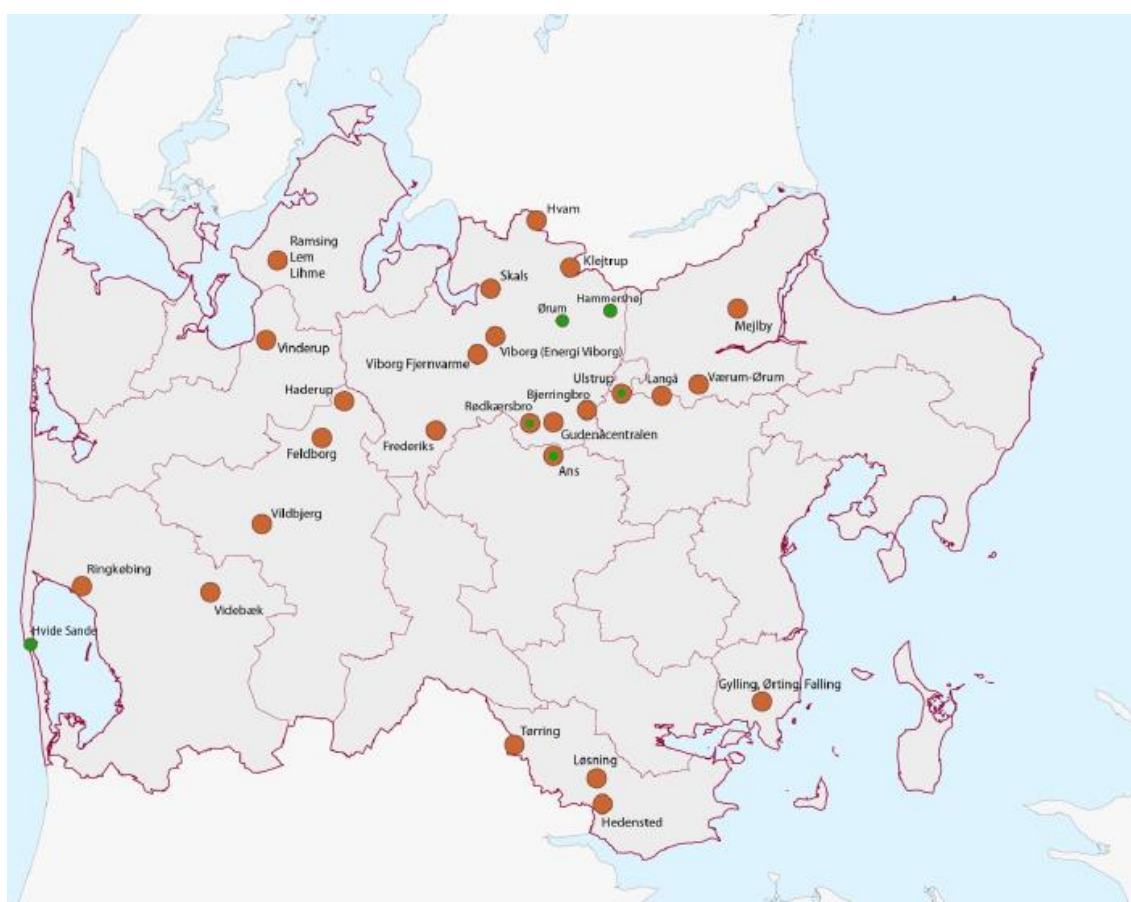 Hvam
Ramsing
Lem
Lihme
Klejtrup
Skals
Hammershøj
Ørum
Mejlby
Vinderup
Viborg (Energi Viborg)
Viborg Fjernvarme
Ulstrup
Langå
Værum-Ørum
Haderup
Bjerringbro
Rødkærsbro
Gudenåcentralen
Frederiks
Feldborg
Ans
Vildbjerg
Ringkøbing
Videbæk
Hvide Sande
Gylling, Ørting, Falling
Tørring
Løsning
Hedensted